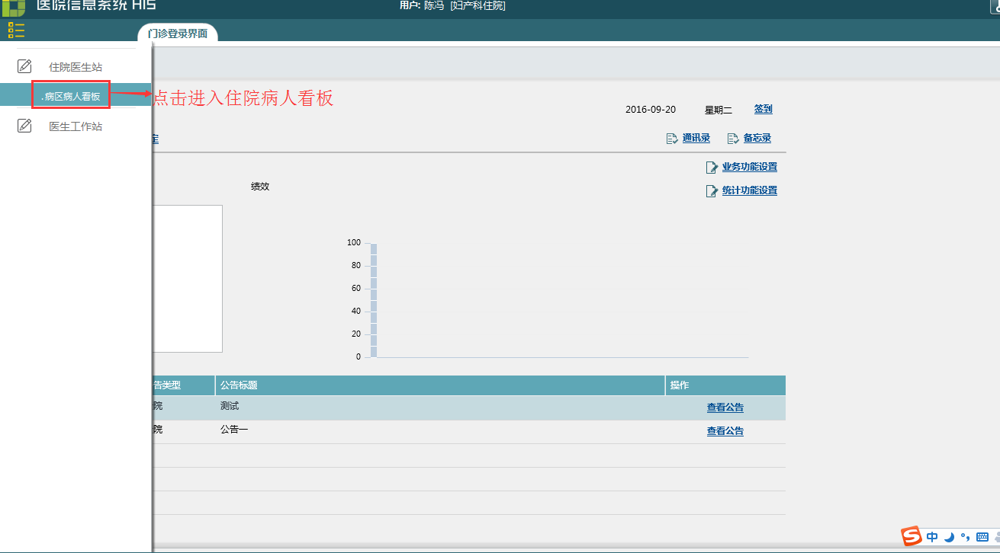 医院信息系统 HIS
用户: 陈冯 [妇产科住院]
门诊登录界面
住院医生站
.病区病人看板
点击进入住院病人看板
医生工作站
2016-09-20 星期二 签到
通讯录 备忘录
业务功能设置
绩效
统计功能设置
100
80
60
40
20
0
告类型 公告标题 操作
院 测试 查看公告
院 公告一 查看公告
中